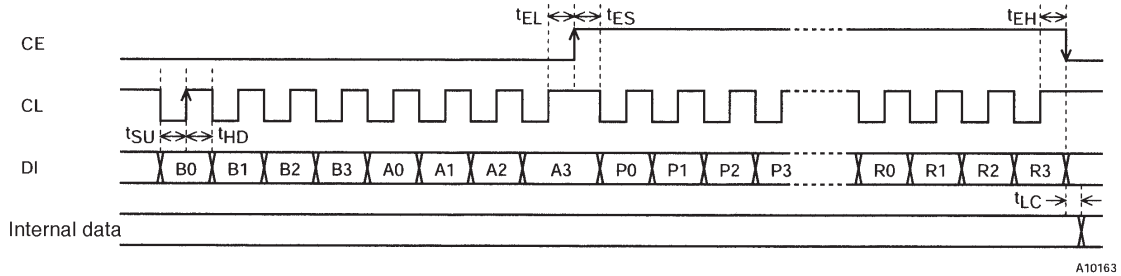 tEL tES tEH
CE
CL
tSU tHD
DI B0 B1 B2 B3 A0 A1 A2 A3 P0 P1 P2 P3 R0 R1 R2 R3
tLC
Internal data
A10163